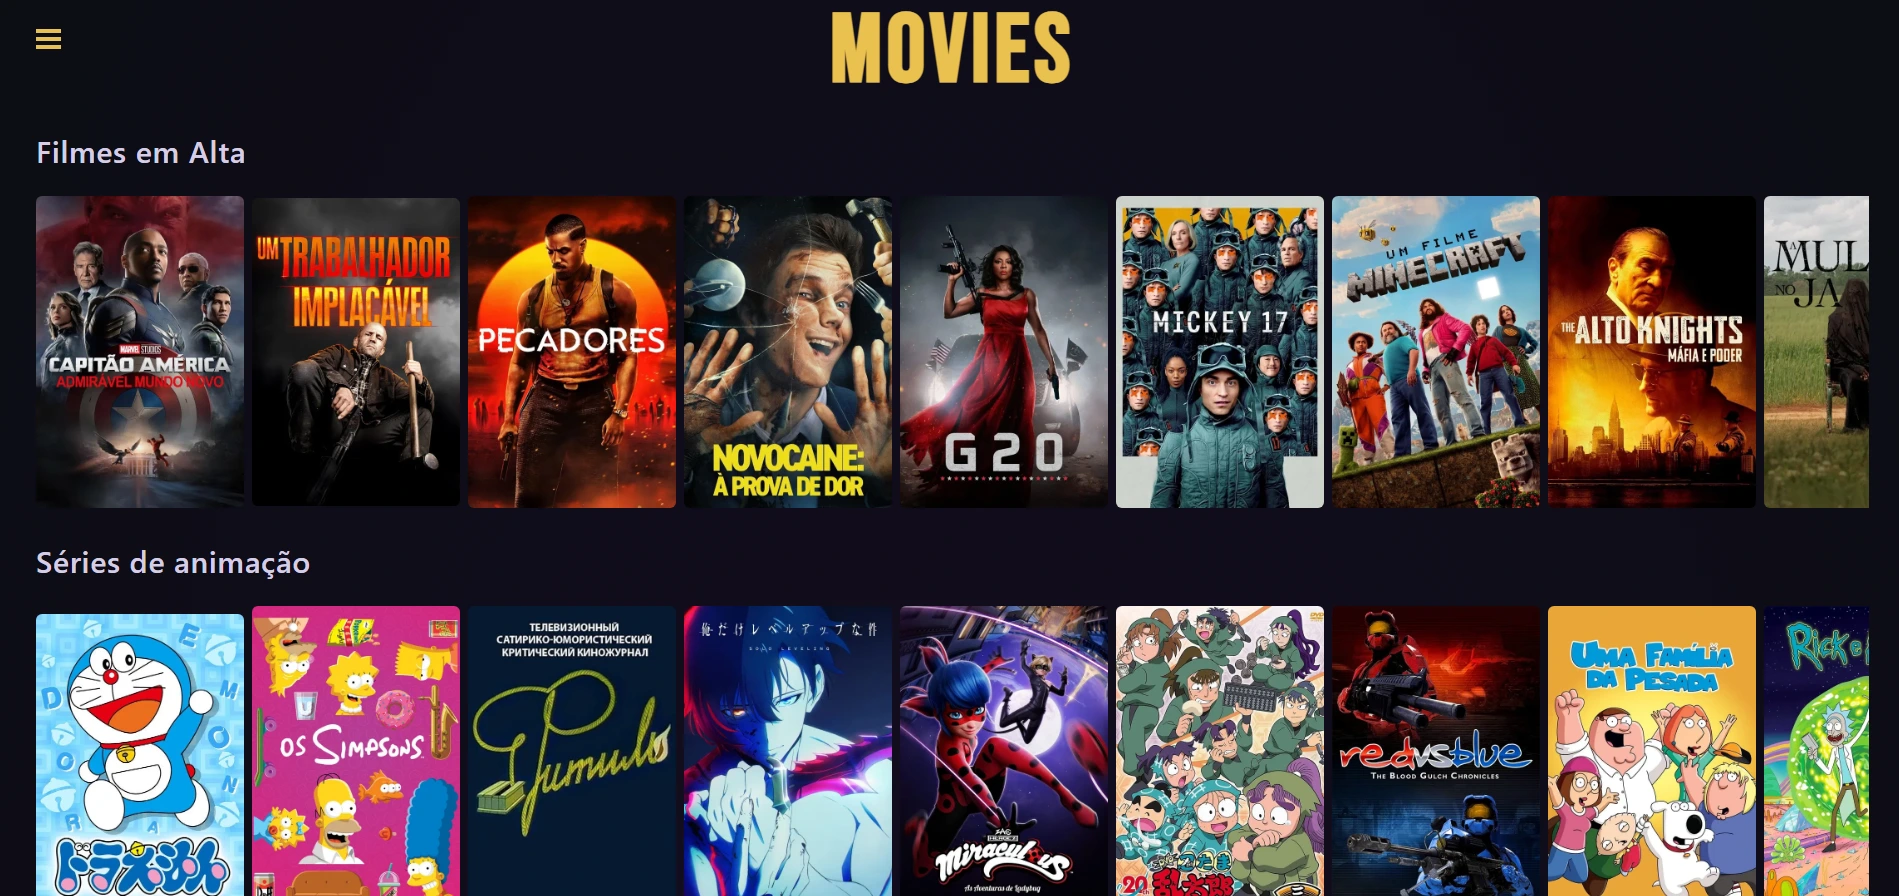 MOVIES
Filmes em Alta
MARVEL STUDIOS
CAPITÃO AMÉRICA
ADMIRÁVEL MUNDO NOVO
UM TRABALHADOR
IMPLACÁVEL
PECADORES
NOVOCAINE:
À PROVA DE DOR
G20
MICKEY 17
UM FILME
MINECRAFT
THE ALTO KNIGHTS
MÁFIA E PODER
A
MUL
NO JA
Séries de animação
DORAEMON
ドラえもん
OS SIMPSONS
ТЕЛЕВИЗИОННЫЙ
САТИРИКО-ЮМОРИСТИЧЕСКИЙ
КРИТИЧЕСКИЙ КИНОЖУРНАЛ
Фитиль
俺だけレベルアップな件
SOLO LEVELING
Miraculous
As Aventuras de Ladybug
DVD
忍たま
乱太郎
20
red vs blue
THE BLOOD GULCH CHRONICLES
UMA FAMÍLIA
DA PESADA
RICK e